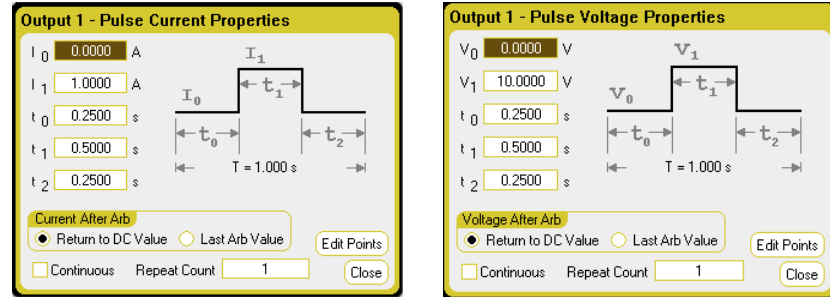 Output 1 - Pulse Current Properties
I 0 0.0000 A
I 1 1.0000 A
t 0 0.2500 s
t 1 0.5000 s
t 2 0.2500 s
I1
I0 t1
t0 t2
T = 1.000 s
Current After Arb
Return to DC Value Last Arb Value
Edit Points
Continuous Repeat Count 1
Close
Output 1 - Pulse Voltage Properties
V0 0.0000 V
V1 10.0000 V
t 0 0.2500 s
t 1 0.5000 s
t 2 0.2500 s
V1
V0 t1
t0 t2
T = 1.000 s
Voltage After Arb
Return to DC Value Last Arb Value
Edit Points
Continuous Repeat Count 1
Close